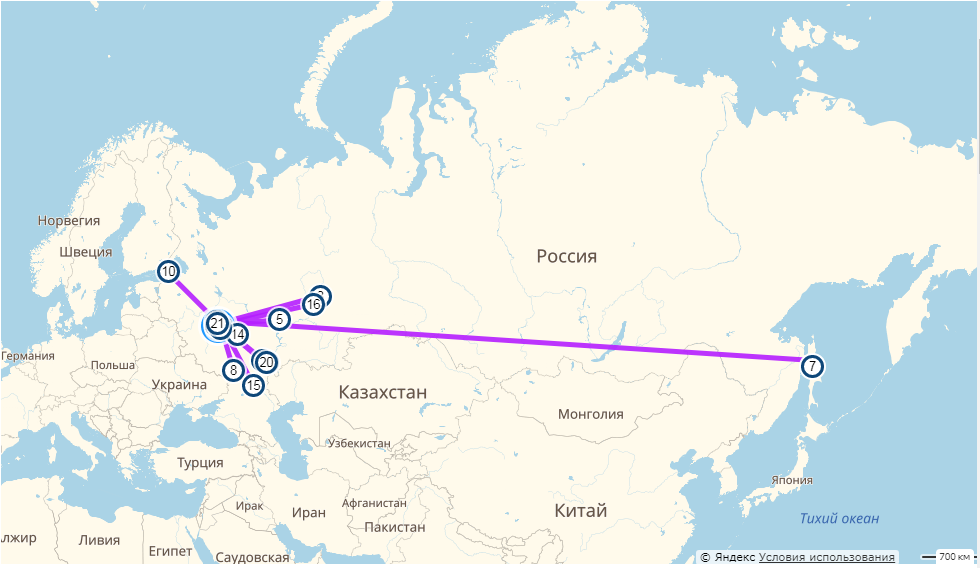 Норвегия
Швеция
Россия
10
16
5
21
14
Германия
Польша
20
7
8
Украина
15
Казахстан
Монголия
Узбекистан
Турция
Япония
Ирак
Афганистан
Иран
Китай
Тихий океан
Пакистан
лжир
Ливия
Египет
Саудовская
© Яндекс Условия использования
700 км